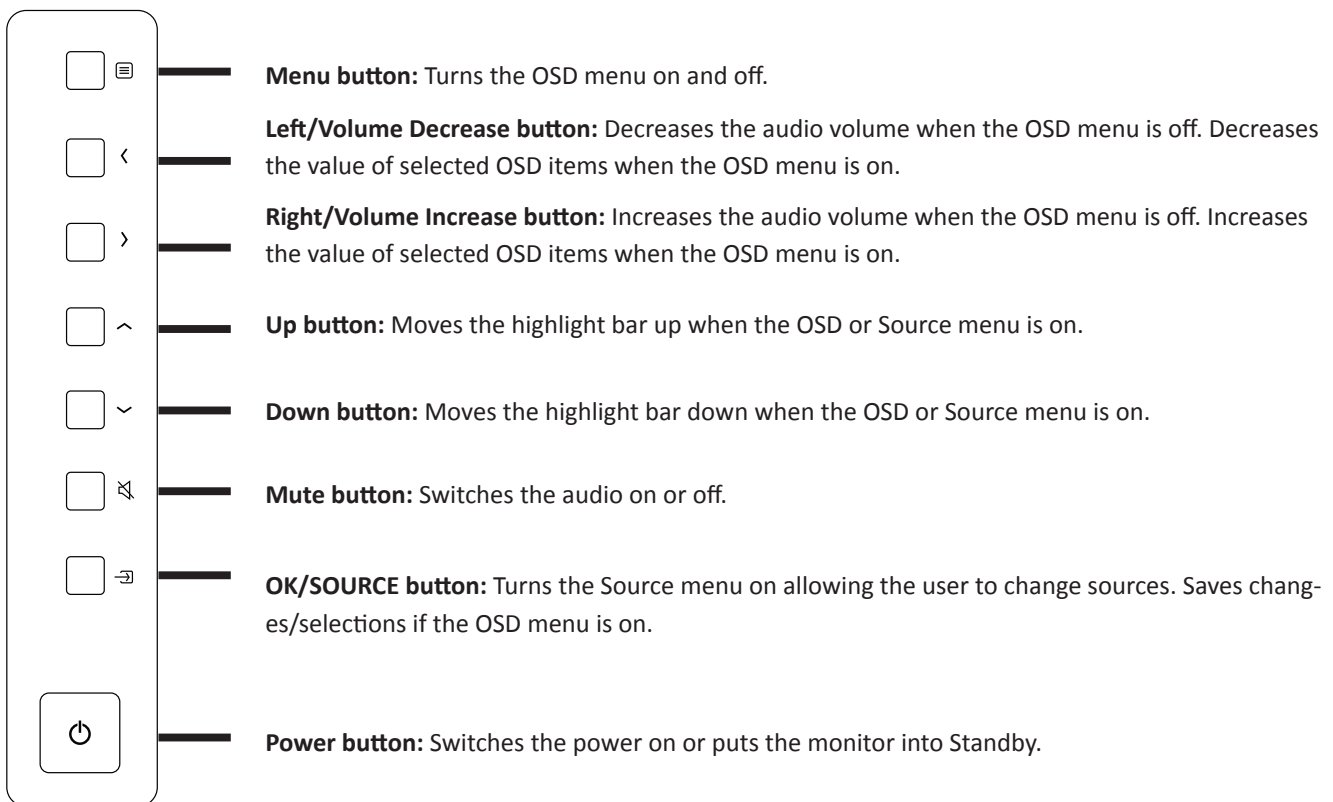 Menu button: Turns the OSD menu on and off.
Left/Volume Decrease button: Decreases the audio volume when the OSD menu is off. Decreases
the value of selected OSD items when the OSD menu is on.
Right/Volume Increase button: Increases the audio volume when the OSD menu is off. Increases
the value of selected OSD items when the OSD menu is on.
Up button: Moves the highlight bar up when the OSD or Source menu is on.
Down button: Moves the highlight bar down when the OSD or Source menu is on.
Mute button: Switches the audio on or off.
OK/SOURCE button: Turns the Source menu on allowing the user to change sources. Saves chang-
es/selections if the OSD menu is on.
Power button: Switches the power on or puts the monitor into Standby.